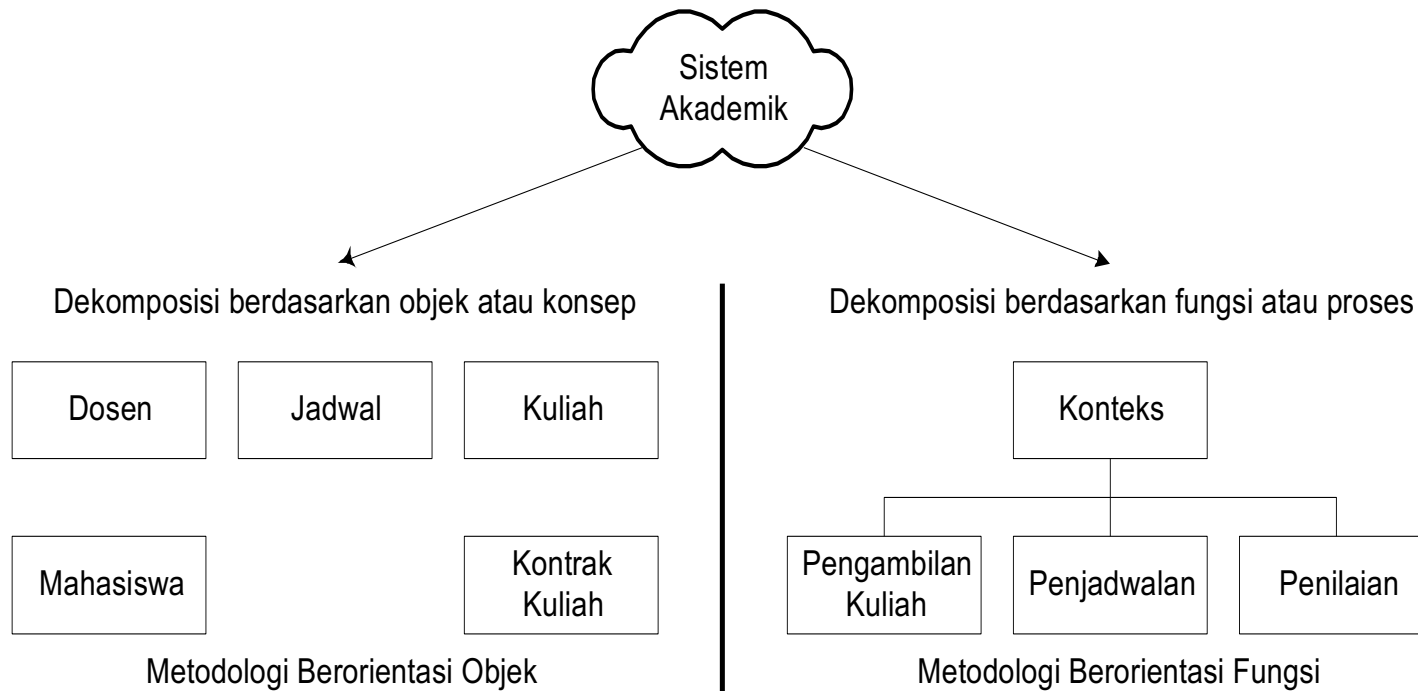 Sistem
Akademik
Dekomposisi berdasarkan objek atau konsep
Dekomposisi berdasarkan fungsi atau proses
Dosen
Jadwal
Kuliah
Konteks
Mahasiswa
Kontrak
Kuliah
Pengambilan
Kuliah
Penjadwalan
Penilaian
Metodologi Berorientasi Objek
Metodologi Berorientasi Fungsi